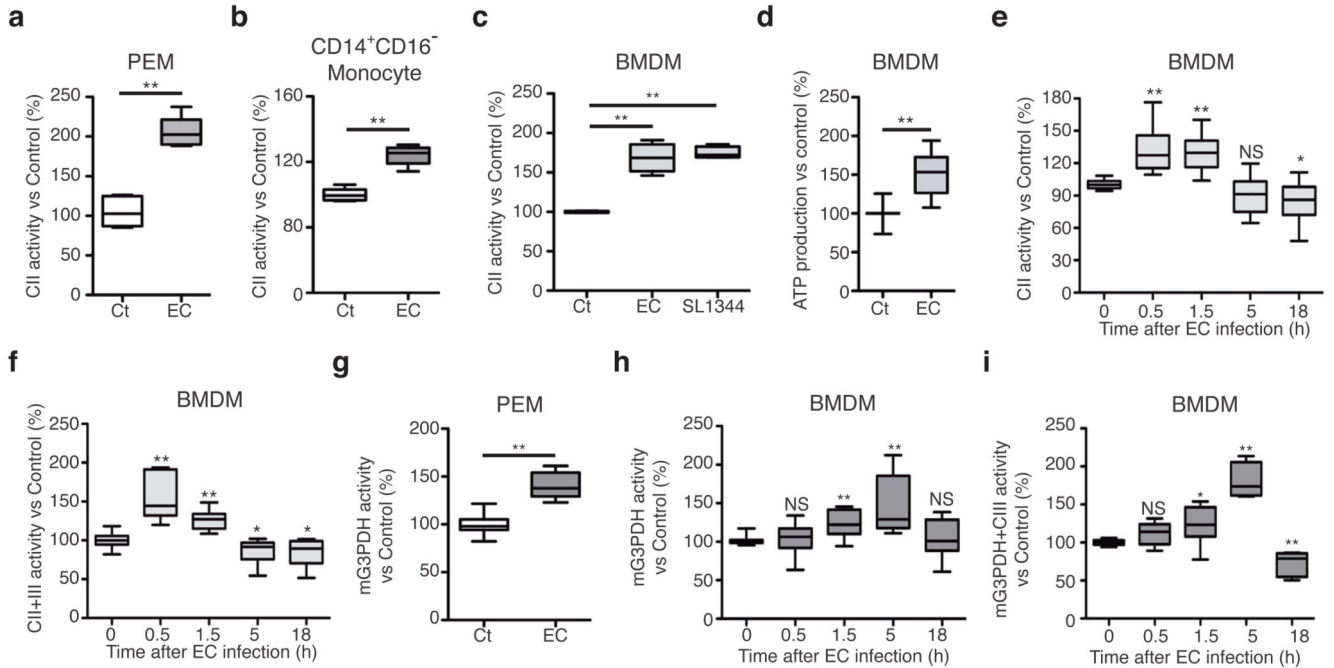 a
PEM
CII activity vs Control (%)
250
200
150
100
50
0
**
Ct
EC
b
CD14+CD16-
Monocyte
CII activity vs Control (%)
160
120
80
0
**
Ct
EC
c
BMDM
CII activity vs Control (%)
250
200
150
100
50
0
**
**
Ct
EC
SL1344
d
BMDM
ATP production vs control (%)
250
200
150
100
50
0
**
Ct
EC
e
BMDM
CII activity vs Control (%)
180
150
120
90
60
30
0
**
**
NS
*
0
0.5
1.5
5
18
Time after EC infection (h)
f
BMDM
CII+III activity vs Control (%)
250
200
150
100
50
0
**
**
*
*
0
0.5
1.5
5
18
Time after EC infection (h)
g
PEM
mG3PDH activity
vs Control (%)
200
150
100
50
0
**
Ct
EC
h
BMDM
mG3PDH activity
vs Control (%)
250
200
150
100
50
0
NS
**
**
NS
0
0.5
1.5
5
18
Time after EC infection (h)
i
BMDM
mG3PDH+CIII activity
vs Control (%)
250
200
150
100
50
0
NS
*
**
**
0
0.5
1.5
5
18
Time after EC infection (h)